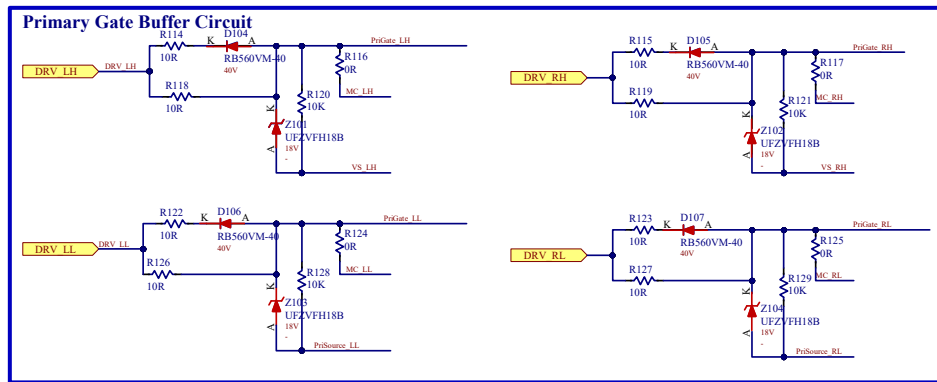 Primary Gate Buffer Circuit
R114
10R
K
D104
A
RB560VM-40
40V
PriGate_LH
R116
0R
MC_LH
DRV_LH
DRV_LH
R118
10R
R120
10K
K
Z101
UFZVFH18B
18V
-
A
VS_LH
R115
10R
K
D105
A
RB560VM-40
40V
PriGate_RH
R117
0R
MC_RH
DRV_RH
R119
10R
R121
10K
K
Z102
UFZVFH18B
18V
-
A
VS_RH
R122
10R
K
D106
A
RB560VM-40
40V
PriGate_LL
R124
0R
MC_LL
DRV_LL
DRV_LL
R126
10R
R128
10K
K
Z103
UFZVFH18B
18V
-
A
PriSource_LL
R123
10R
K
D107
A
RB560VM-40
40V
PriGate_RL
R125
0R
MC_RL
DRV_RL
R127
10R
R129
10K
K
Z104
UFZVFH18B
18V
-
A
PriSource_RL